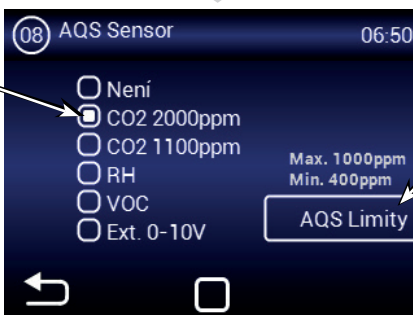 08 AQS Sensor 06:50
Není
CO2 2000ppm
CO2 1100ppm
RH
VOC
Ext. 0-10V
Max. 1000ppm
Min. 400ppm
AQS Limity